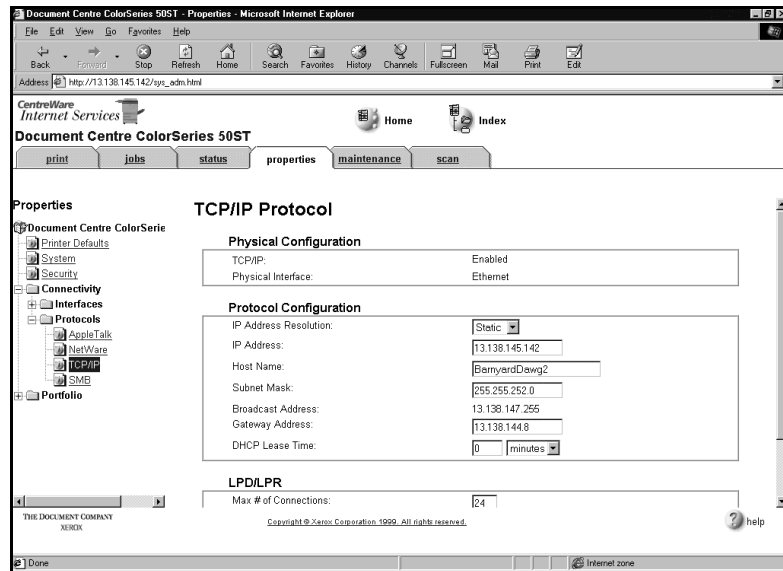 Document Centre ColorSeries 50ST - Properties - Microsoft Internet Explorer
File Edit View Go Favorites Help
Back Forward Stop Refresh Home Search Favorites History Channels Fullscreen Mail Print Edit
Address http://13.138.145.142/sys_adm.html
CentreWare
Internet Services
Home Index
Document Centre ColorSeries 50ST
print jobs status properties maintenance scan
Properties
Document Centre ColorSerie
Printer Defaults
System
Security
Connectivity
Interfaces
Protocols
AppleTalk
NetWare
TCP/IP
SMB
Portfolio
TCP/IP Protocol
Physical Configuration
TCP/IP: Enabled
Physical Interface: Ethernet
Protocol Configuration
IP Address Resolution: Static
IP Address: 13.138.145.142
Host Name: BarnyardDawg2
Subnet Mask: 255.255.252.0
Broadcast Address: 13.138.147.255
Gateway Address: 13.138.144.8
DHCP Lease Time: 0 minutes
LPD/LPR
Max # of Connections: 24
THE DOCUMENT COMPANY
XEROX
Copyright © Xerox Corporation 1999. All rights reserved.
help
Done Internet zone